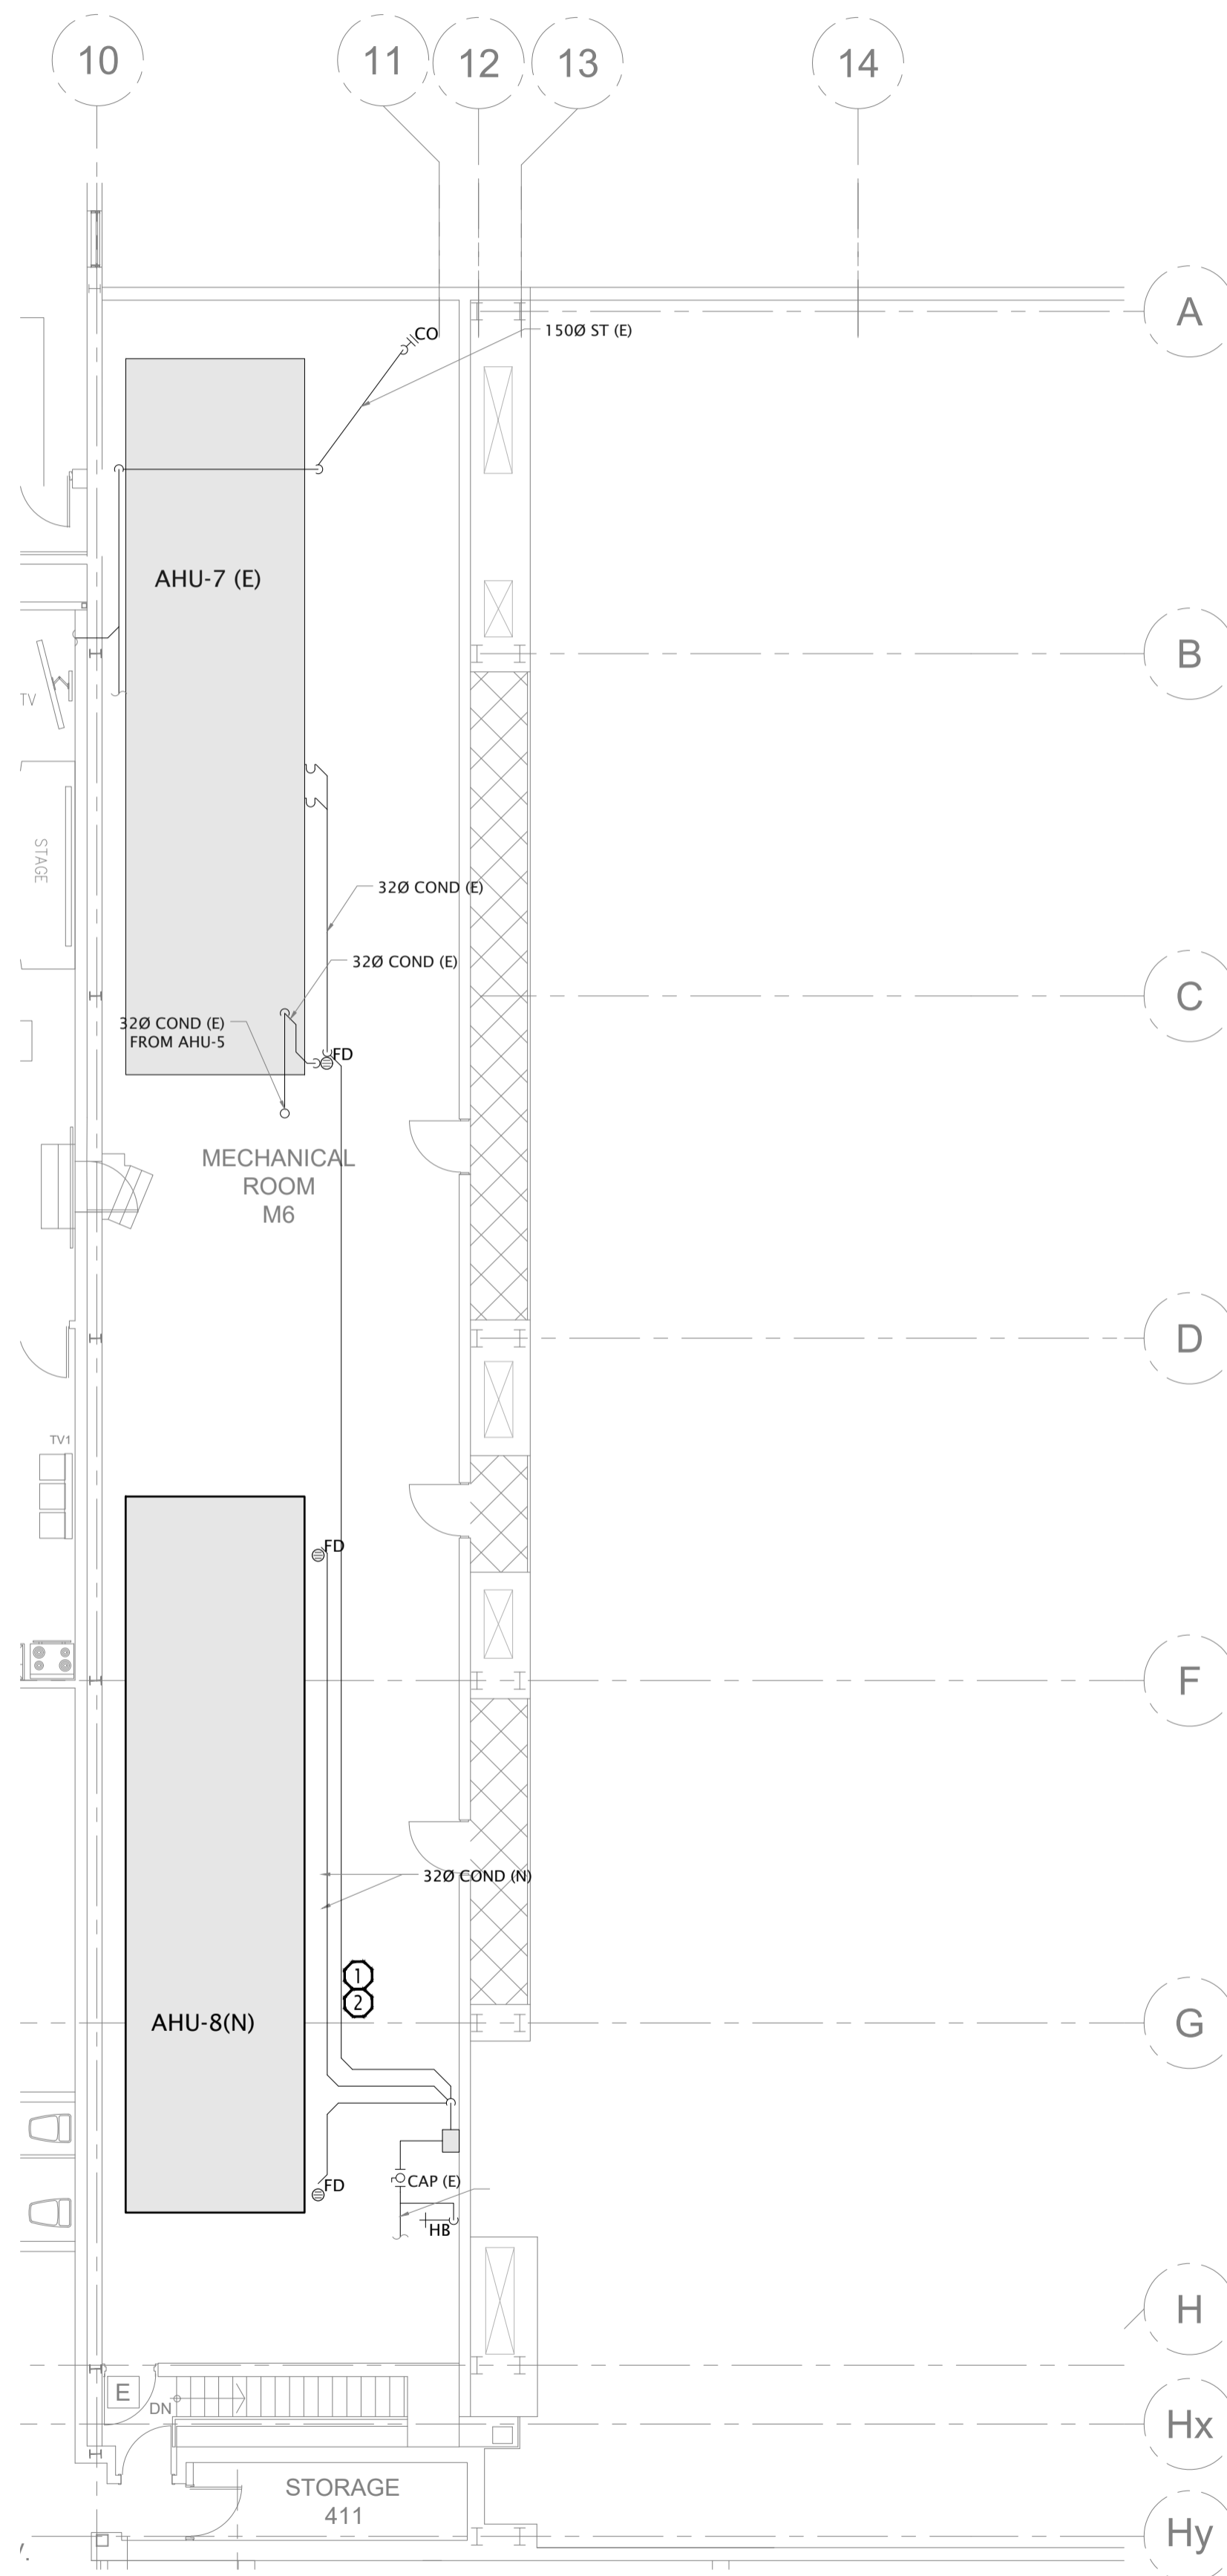 10
11
12
13
14
A
CO
150Ø ST (E)
AHU-7 (E)
B
TV
STAGE
32Ø COND (E)
32Ø COND (E)
C
32Ø COND (E)
FROM AHU-5
FD
MECHANICAL
ROOM
M6
D
TV1
FD
F
32Ø COND (N)
1
2
AHU-8(N)
G
CAP (E)
FD
HB
H
E
DN
Hx
STORAGE
411
Hy